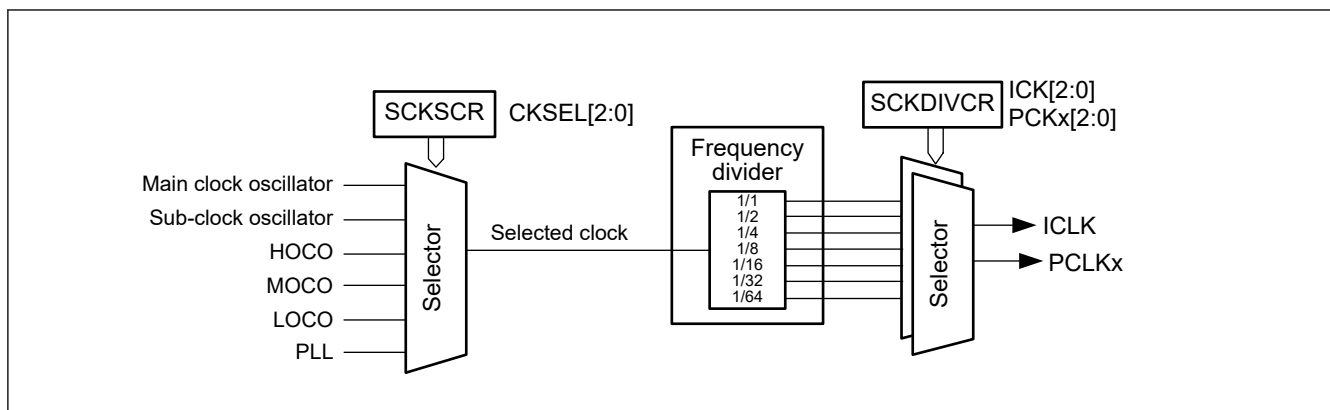 SCKSCR
CKSEL[2:0]
SCKDIVCR
ICK[2:0]
PCKx[2:0]
Main clock oscillator
Sub-clock oscillator
HOCO
MOCO
LOCO
PLL
Selector
Selected clock
Frequency
divider
1/1
1/2
1/4
1/8
1/16
1/32
1/64
Selector
ICLK
PCLKx